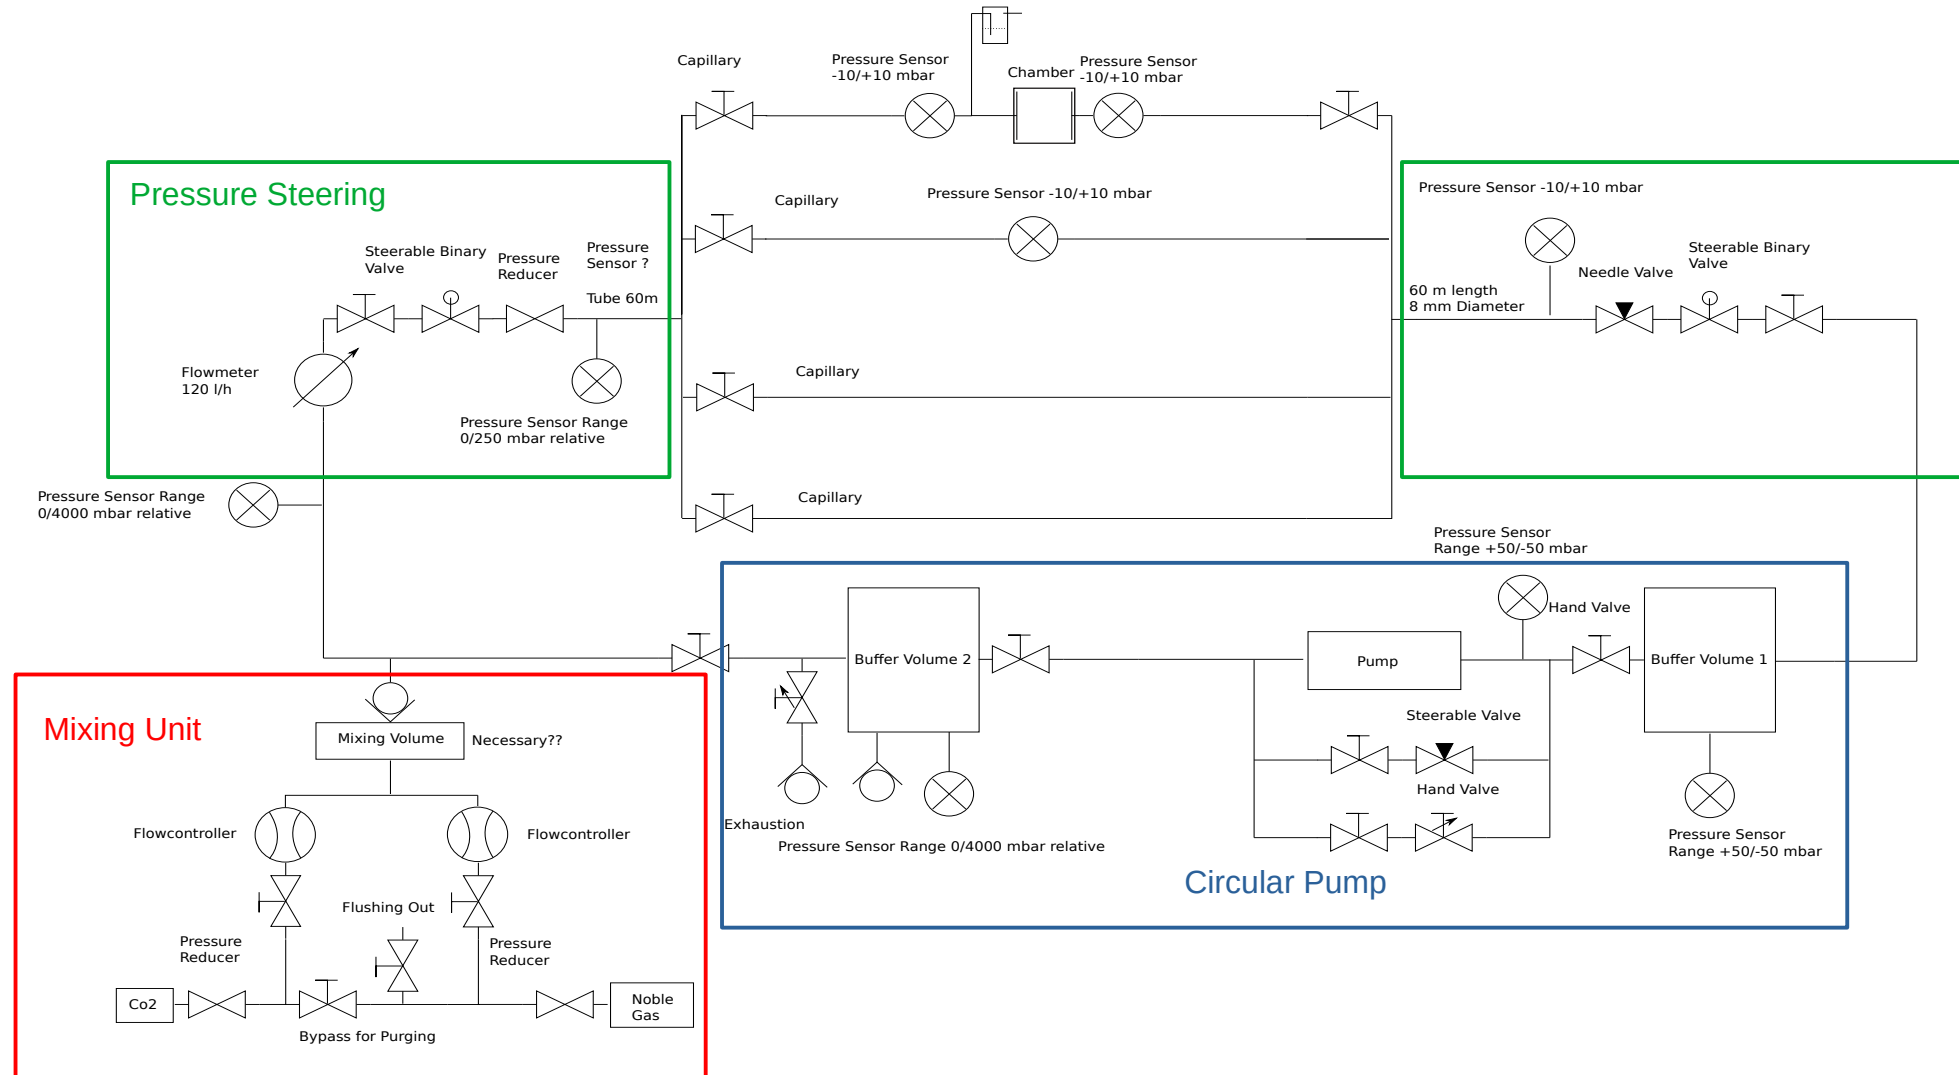 Capillary
Pressure Sensor
-10/+10 mbar
Chamber
Pressure Sensor
-10/+10 mbar
Pressure Steering
Capillary
Pressure Sensor -10/+10 mbar
Pressure Sensor -10/+10 mbar
Steerable Binary
Valve
Pressure
Reducer
Pressure
Sensor ?
Tube 60m
Steerable Binary
Valve
Needle Valve
60 m length
8 mm Diameter
Flowmeter
120 l/h
Capillary
Pressure Sensor Range
0/250 mbar relative
Pressure Sensor Range
0/4000 mbar relative
Capillary
Pressure Sensor
Range +50/-50 mbar
Hand Valve
Buffer Volume 2
Pump
Buffer Volume 1
Mixing Unit
Mixing Volume
Necessary??
Steerable Valve
Hand Valve
Exhaustion
Pressure Sensor Range 0/4000 mbar relative
Pressure Sensor
Range +50/-50 mbar
Circular Pump
Flowcontroller
Flowcontroller
Flushing Out
Pressure
Reducer
Pressure
Reducer
Co2
Noble
Gas
Bypass for Purging